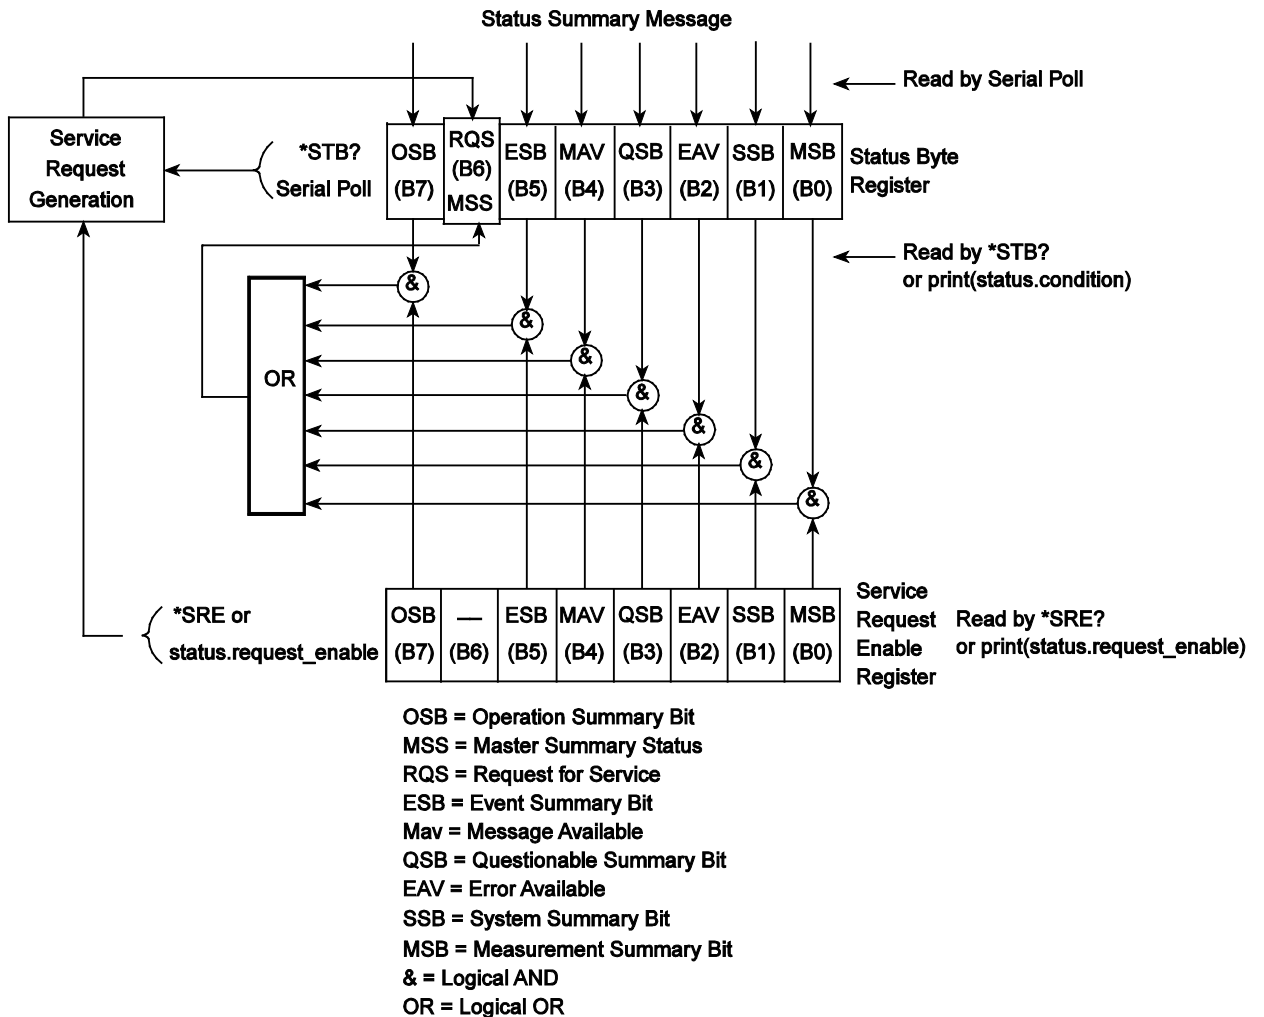 Status Summary Message
Read by Serial Poll
Service
Request
Generation
*STB?
Serial Poll
OSB
(B7)
RQS
(B6)
MSS
ESB
(B5)
MAV
(B4)
QSB
(B3)
EAV
(B2)
SSB
(B1)
MSB
(B0)
Status Byte
Register
Read by *STB?
or print(status.condition)
&
&
&
&
&
&
&
OR
*SRE or
status.request_enable
OSB
(B7)
—
(B6)
ESB
(B5)
MAV
(B4)
QSB
(B3)
EAV
(B2)
SSB
(B1)
MSB
(B0)
Service
Request
Enable
Register
Read by *SRE?
or print(status.request_enable)
OSB = Operation Summary Bit
MSS = Master Summary Status
RQS = Request for Service
ESB = Event Summary Bit
Mav = Message Available
QSB = Questionable Summary Bit
EAV = Error Available
SSB = System Summary Bit
MSB = Measurement Summary Bit
& = Logical AND
OR = Logical OR